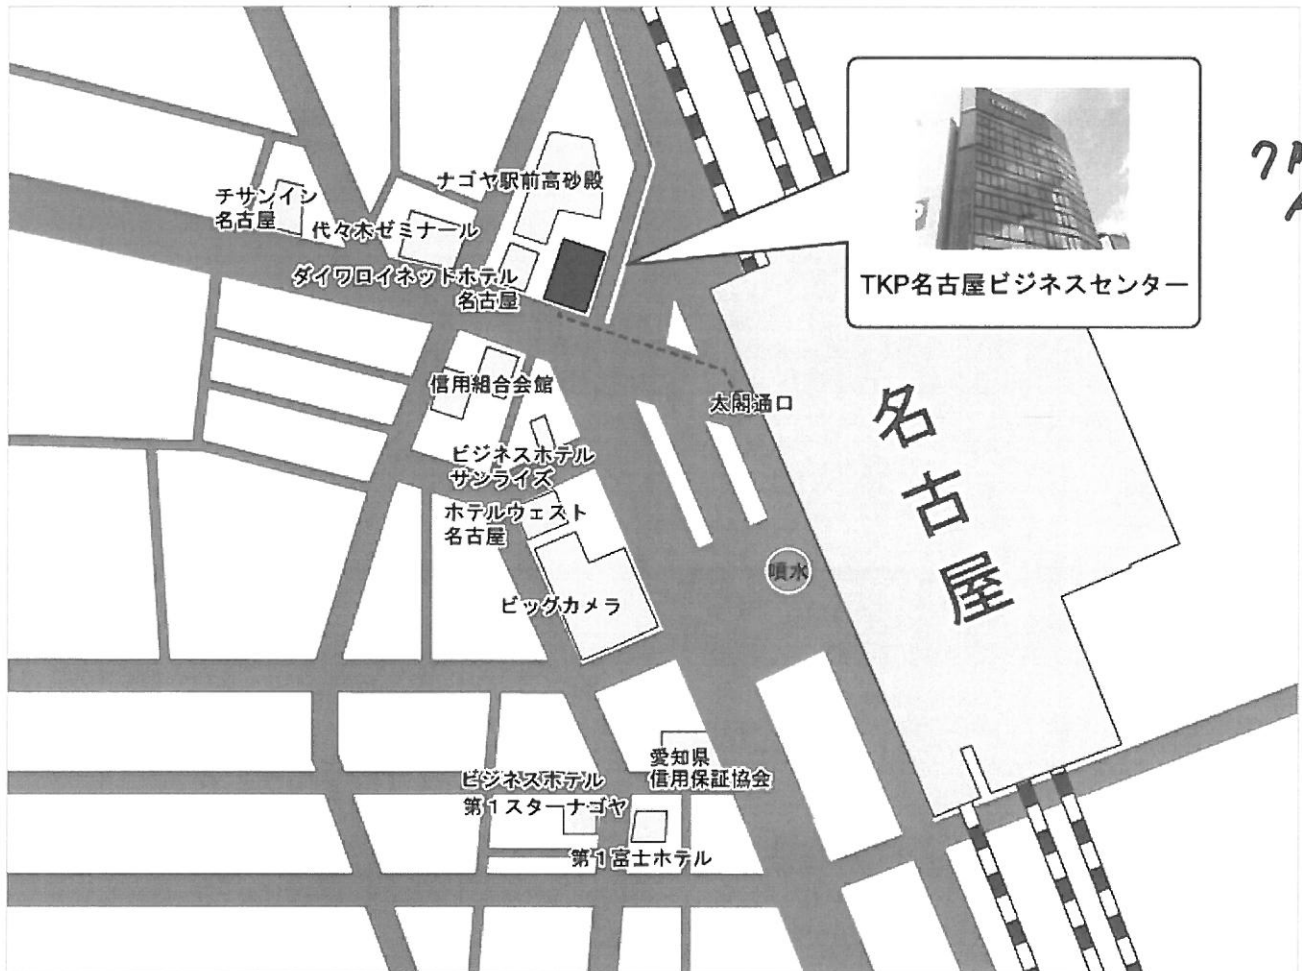 ナゴヤ駅前高砂殿
チサンイン
名古屋
代々木ゼミナール
ダイワロイネットホテル
名古屋
TKP名古屋ビジネスセンター
信用組合会館
太閤通口
名古屋
ビジネスホテル
サンライズ
ホテルウェスト
名古屋
噴水
ビッグカメラ
愛知県
信用保証協会
ビジネスホテル
第1スターナゴヤ
第1富士ホテル